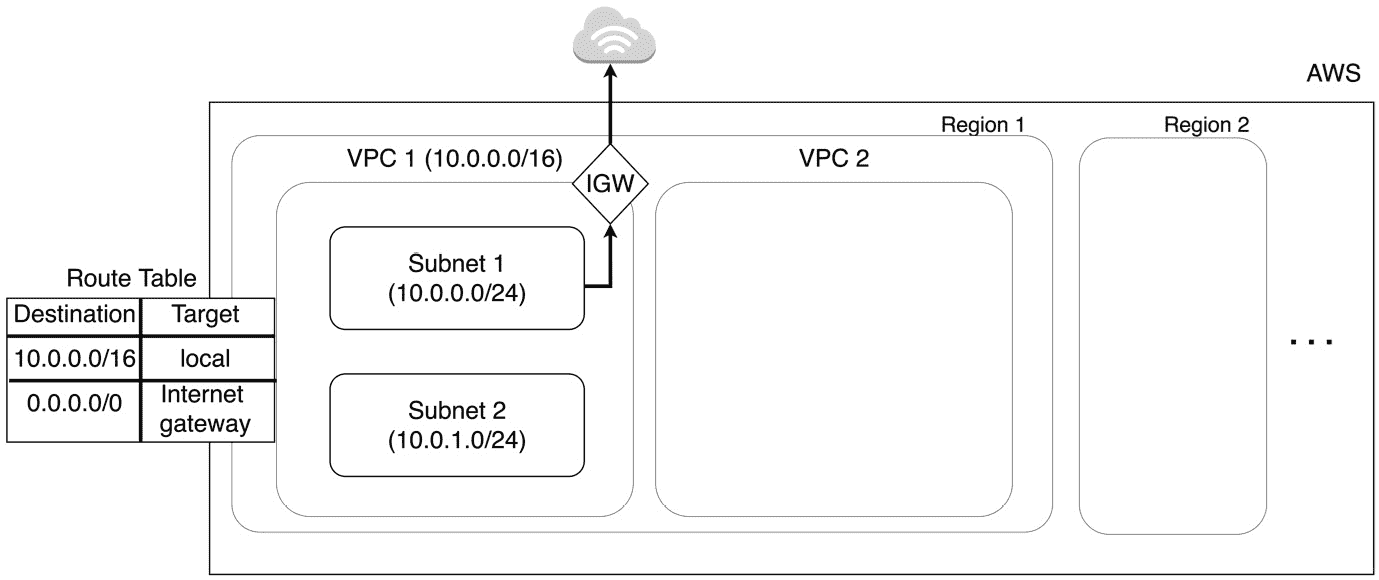 AWS
Region 1
Region 2
VPC 1 (10.0.0.0/16)
VPC 2
IGW
Subnet 1
(10.0.0.0/24)
Route Table
Destination Target
10.0.0.0/16 local
0.0.0.0/0 Internet
gateway
Subnet 2
(10.0.1.0/24)
...